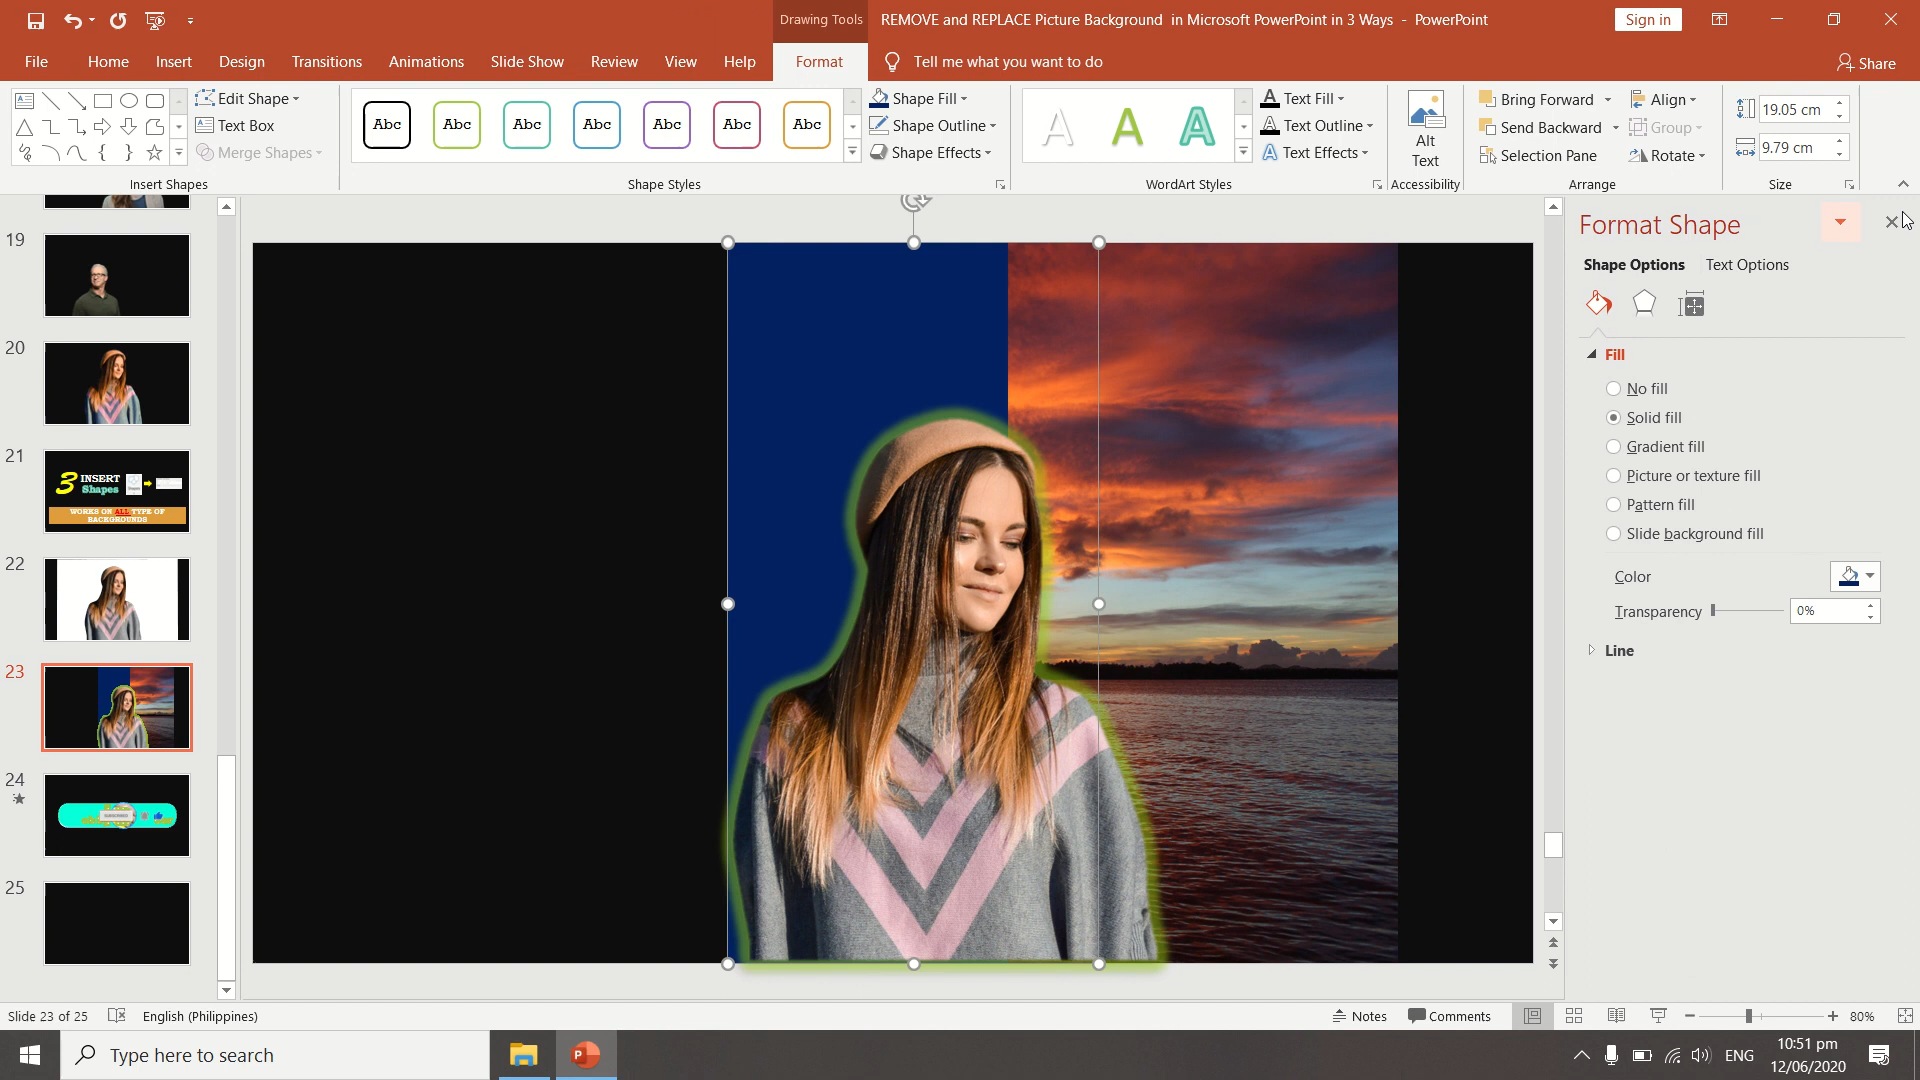 Drawing Tools
REMOVE and REPLACE Picture Background  in Microsoft PowerPoint in 3 Ways  -  PowerPoint
Sign in
File
Home
Insert
Design
Transitions
Animations
Slide Show
Review
View
Help
Format
Tell me what you want to do
Share
Edit Shape
Text Box
Merge Shapes
Insert Shapes
Abc
Abc
Abc
Abc
Abc
Abc
Abc
Shape Fill
Shape Outline
Shape Effects
Shape Styles
A
A
A
Text Fill
Text Outline
Text Effects
WordArt Styles
Alt
Text
Accessibility
Bring Forward
Send Backward
Selection Pane
Align
Group
Rotate
Arrange
19.05 cm
9.79 cm
Size
19
20
21
3 INSERT
Shapes
WORKS ON ALL TYPE OF
BACKGROUNDS
22
23
24
25
Format Shape
Shape Options
Text Options
Fill
No fill
Solid fill
Gradient fill
Picture or texture fill
Pattern fill
Slide background fill
Color
Transparency
0%
Line
Slide 23 of 25
English (Philippines)
Notes
Comments
80%
Type here to search
ENG
10:51 pm
12/06/2020